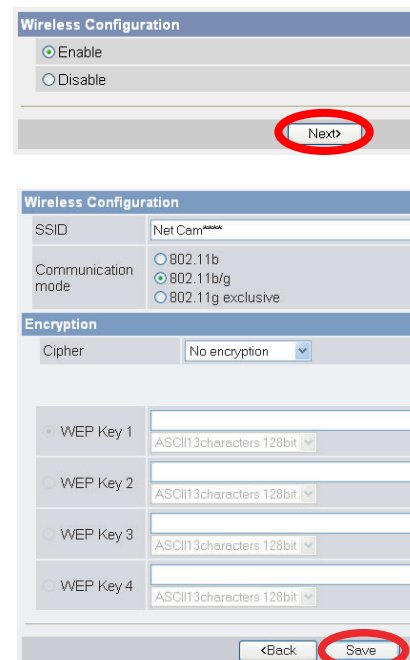 Wireless Configuration
Enable
Disable
Next>
Wireless Configuration
SSID Net Cam****
Communication mode
802.11b
802.11b/g
802.11g exclusive
Encryption
Cipher No encryption
WEP Key 1
ASCII13characters 128bit
WEP Key 2
ASCII13characters 128bit
WEP Key 3
ASCII13characters 128bit
WEP Key 4
ASCII13characters 128bit
<Back Save